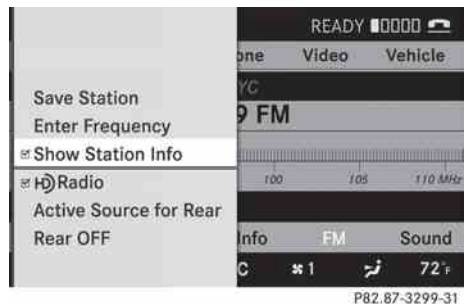 READY
one Video Vehicle
YC
Save Station
9 FM
Enter Frequency
Show Station Info
HD Radio
100 105 110 MHz
Active Source for Rear
Rear OFF
Info FM Sound
C 1 72°F
P82.87-3299-31